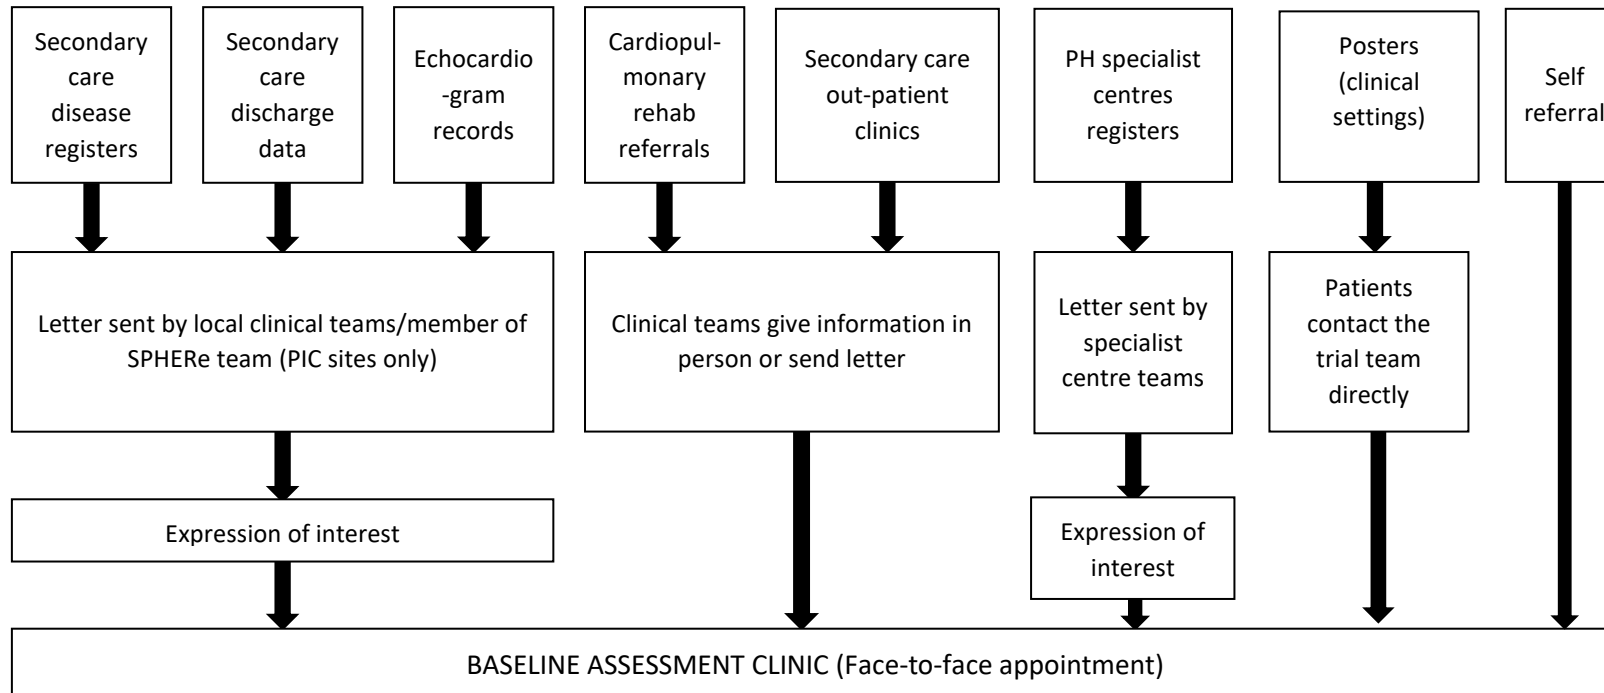 Secondary
care
disease
registers
Secondary
care
discharge
data
Echocardio
-gram
records
Cardiopul-
monary
rehab
referrals
Secondary care
out-patient
clinics
PH specialist
centres
registers
Posters
(clinical
settings)
Self
referral
Letter sent by local clinical teams/member of
SPHERe team (PIC sites only)
Clinical teams give information in
person or send letter
Letter sent by
specialist
centre teams
Patients
contact the
trial team
directly
Expression of interest
Expression of
interest
BASELINE ASSESSMENT CLINIC (Face-to-face appointment)